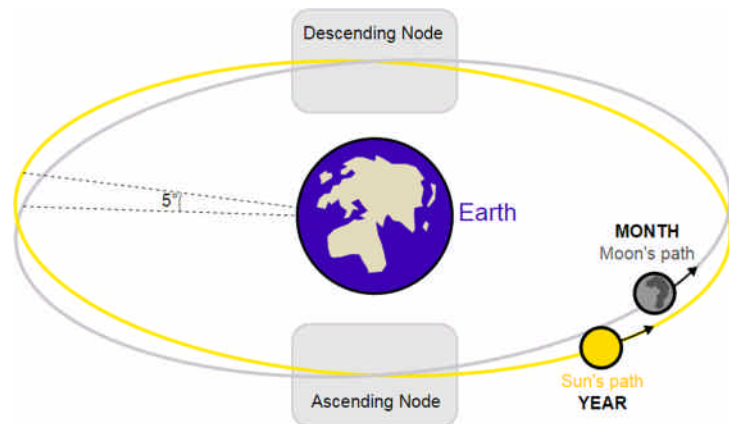 Descending Node
5°
Earth
MONTH
Moon's path
Sun's path
YEAR
Ascending Node